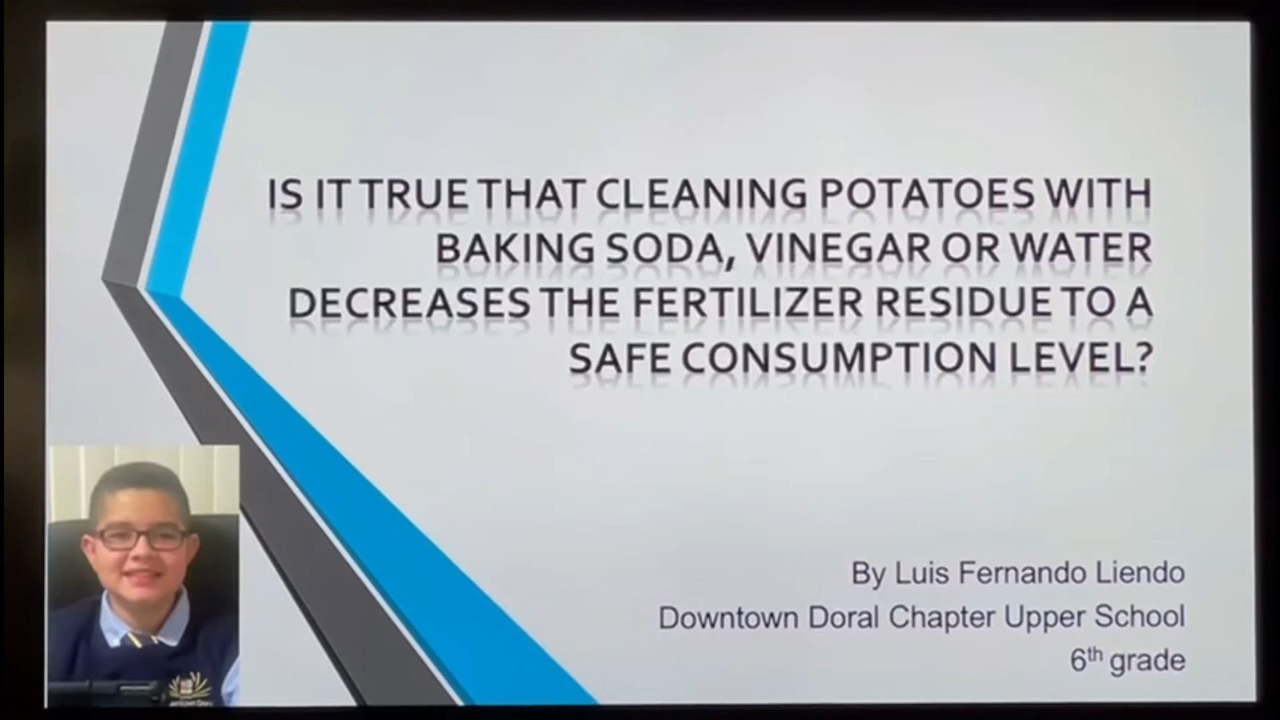 IS IT TRUE THAT CLEANING POTATOES WITH
BAKING SODA, VINEGAR OR WATER
DECREASES THE FERTILIZER RESIDUE TO A
SAFE CONSUMPTION LEVEL?
By Luis Fernando Liendo
Downtown Doral Chapter Upper School
6th grade